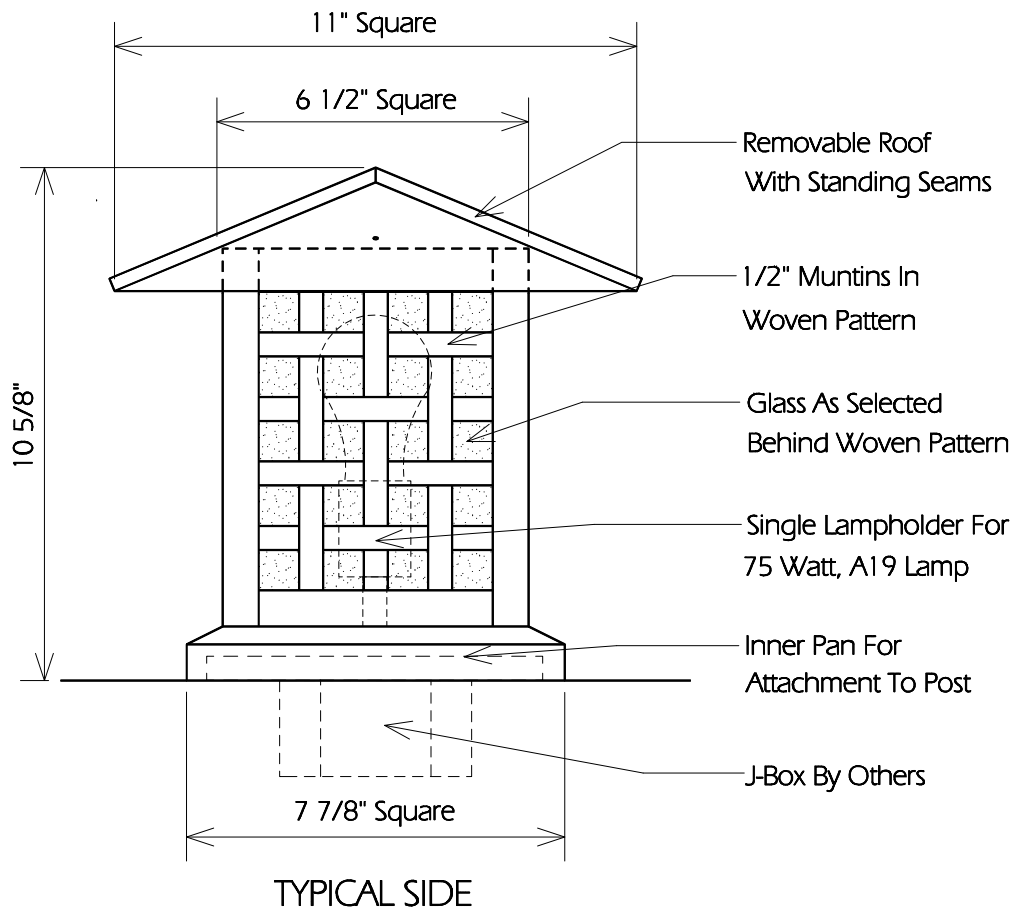 11" Square
6 1/2" Square
Removable Roof
With Standing Seams
1/2" Muntins In
Woven Pattern
10 5/8"
Glass As Selected
Behind Woven Pattern
Single Lampholder For
75 Watt, A19 Lamp
Inner Pan For
Attachment To Post
J-Box By Others
7 7/8" Square
TYPICAL SIDE